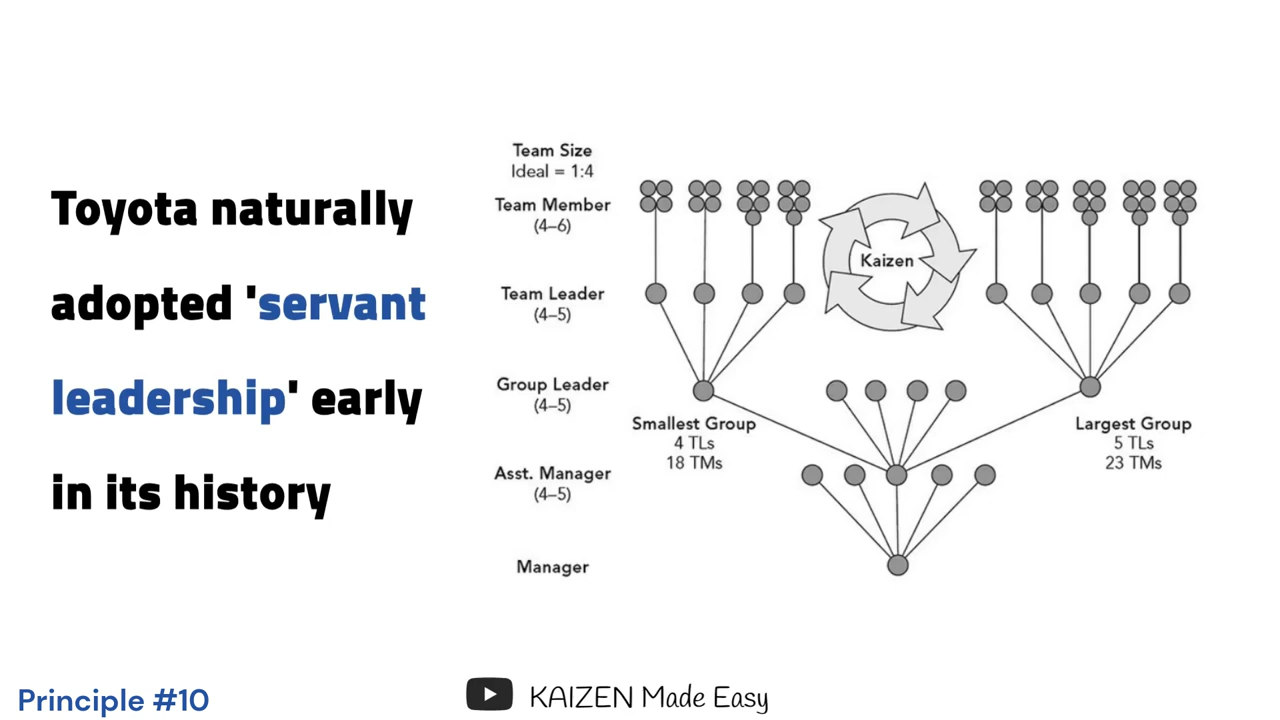 Toyota naturally
adopted 'servant
leadership' early
in its history
Team Size
Ideal = 1:4
Team Member
(4–6)
Team Leader
(4–5)
Group Leader
(4–5)
Asst. Manager
(4–5)
Manager
Kaizen
Smallest Group
4 TLs
18 TMs
Largest Group
5 TLs
23 TMs
Principle #10
KAIZEN Made Easy